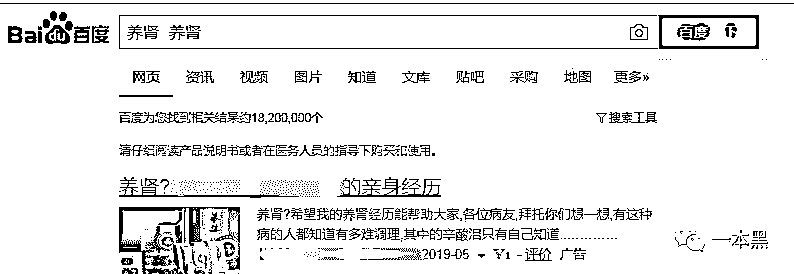 Bai du 百度 养肾 养肾 百度一下
网页 资讯 视频 图片 知道 文库 贴吧 采购 地图 更多»
百度为您找到相关结果约18,200,000个 搜索工具
请仔细阅读产品说明书或者在医务人员的指导下购买和使用。
养肾? 的亲身经历
养肾?希望我的养肾经历能帮助大家,各位病友,拜托你们想一想,有这种
病的人都知道有多难调理,其中的辛酸泪只有自己知道..............
2019-05 V1 - 评价 广告
一本黑